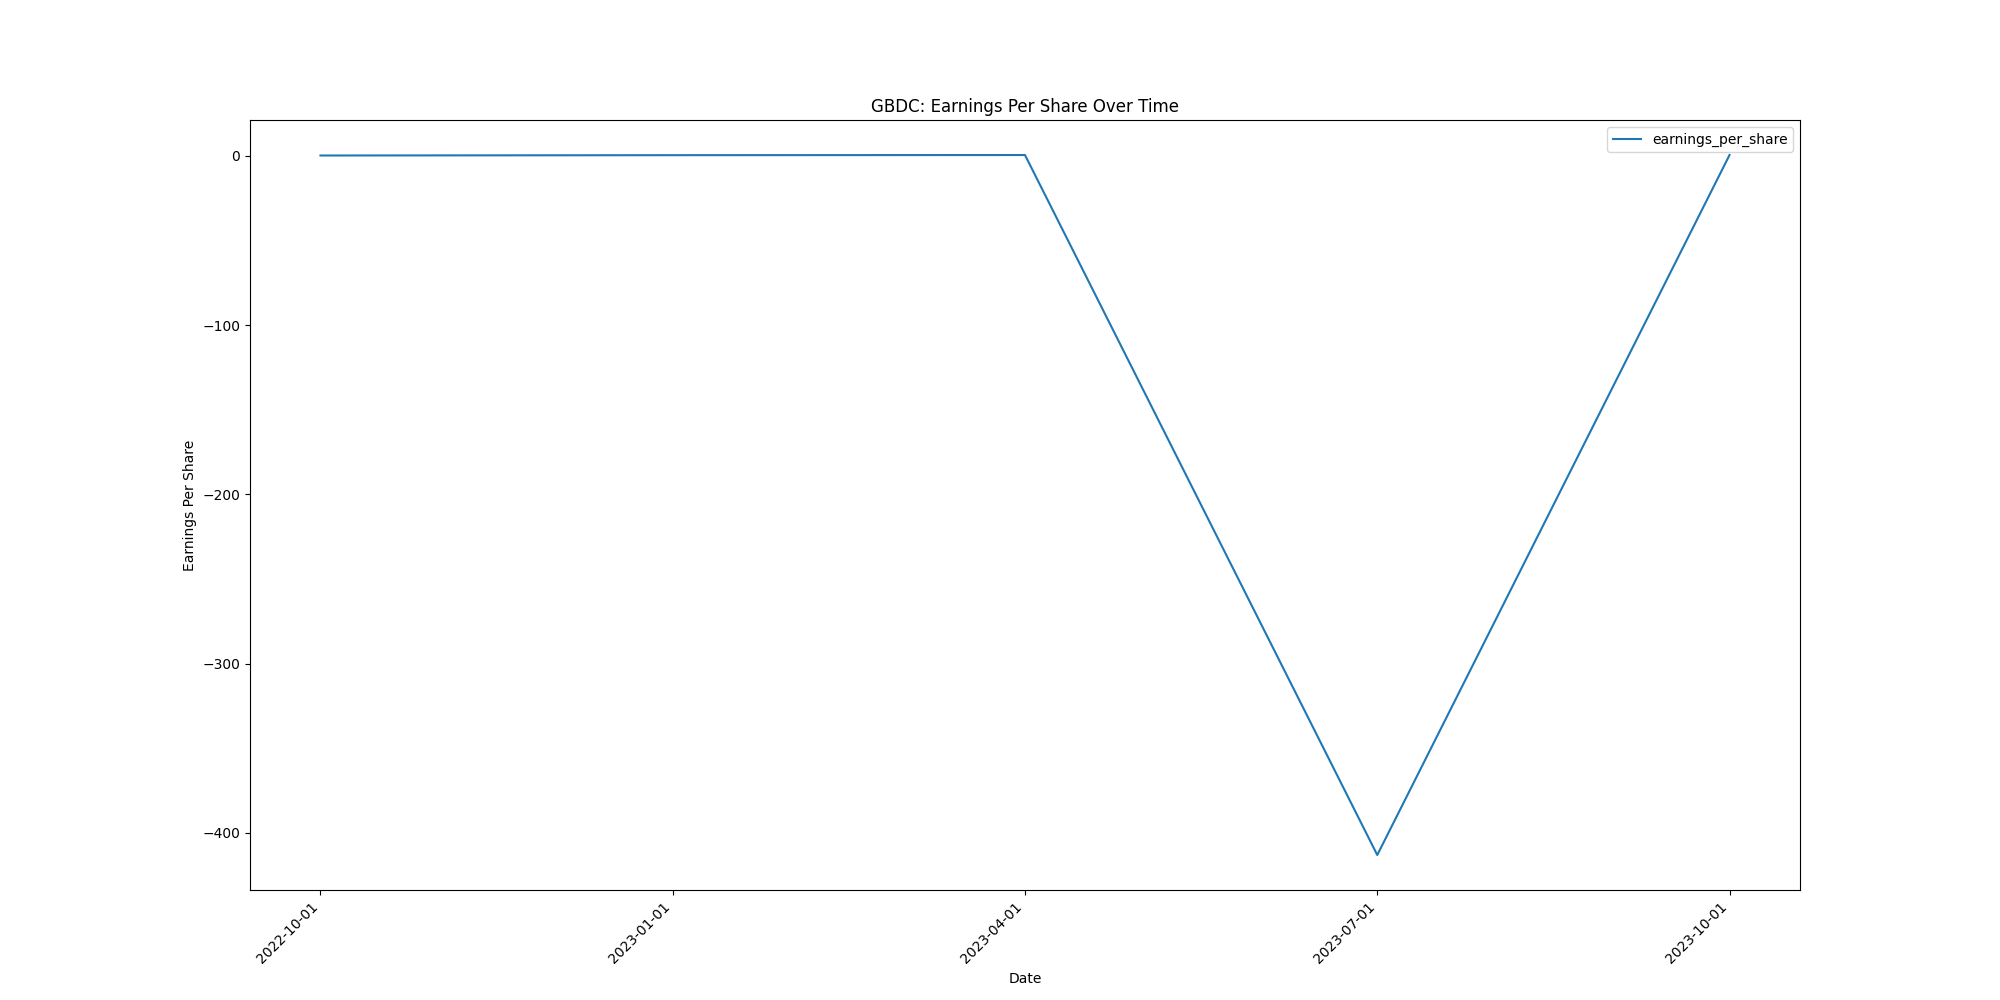 GBDC: Earnings Per Share Over Time
earnings_per_share
0
−100
−200
−300
−400
Earnings Per Share
2022-10-01
2023-01-01
2023-04-01
2023-07-01
2023-10-01
Date